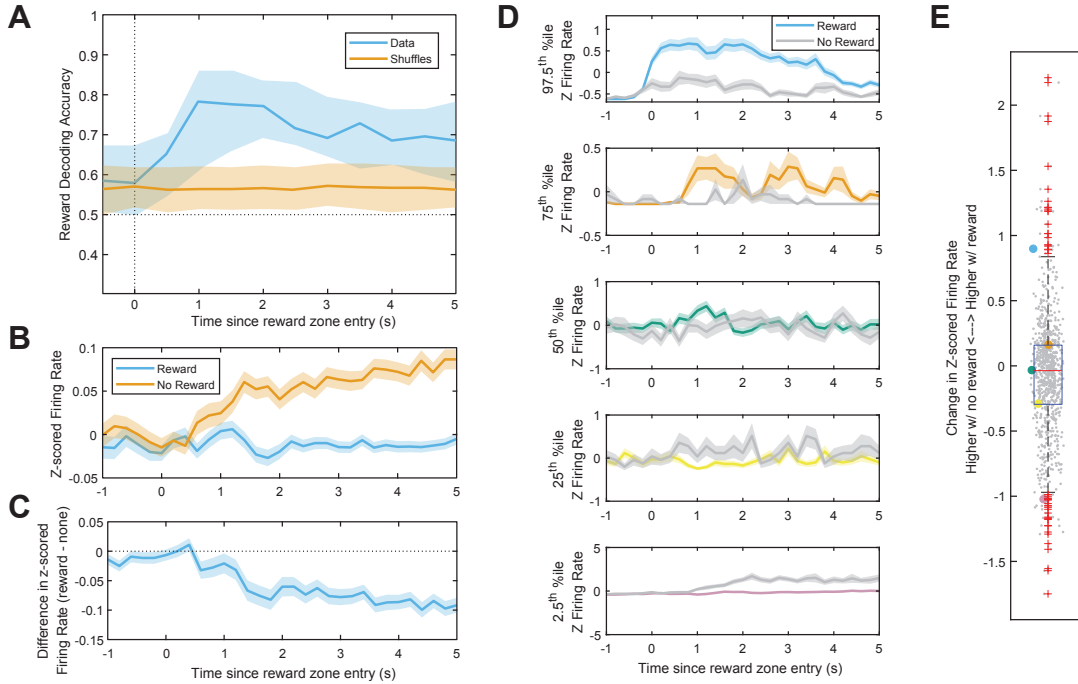 A
1
0.9
0.8
0.7
0.6
0.5
0.4
Reward Decoding Accuracy
Data
Shuffles
0 1 2 3 4 5
Time since reward zone entry (s)
B
0.1
0.05
0
-0.05
Z-scored Firing Rate
Reward
No Reward
-1 0 1 2 3 4 5
C
0.05
0
-0.05
-0.1
-0.15
Difference in z-scored
Firing Rate (reward - none)
-1 0 1 2 3 4 5
Time since reward zone entry (s)
D
97.5th %ile
Z Firing Rate
1
0.5
0
-0.5
Reward
No Reward
-1 0 1 2 3 4 5
75th %ile
Z Firing Rate
0.5
0
-0.5
-1 0 1 2 3 4 5
50th %ile
Z Firing Rate
1
0
-1
-1 0 1 2 3 4 5
25th %ile
Z Firing Rate
1
0
-1
-1 0 1 2 3 4 5
2.5th %ile
Z Firing Rate
5
0
-5
-1 0 1 2 3 4 5
Time since reward zone entry (s)
E
Change in Z-scored Firing Rate
Higher w/ no reward <---> Higher w/ reward
2
1.5
1
0.5
0
-0.5
-1
-1.5